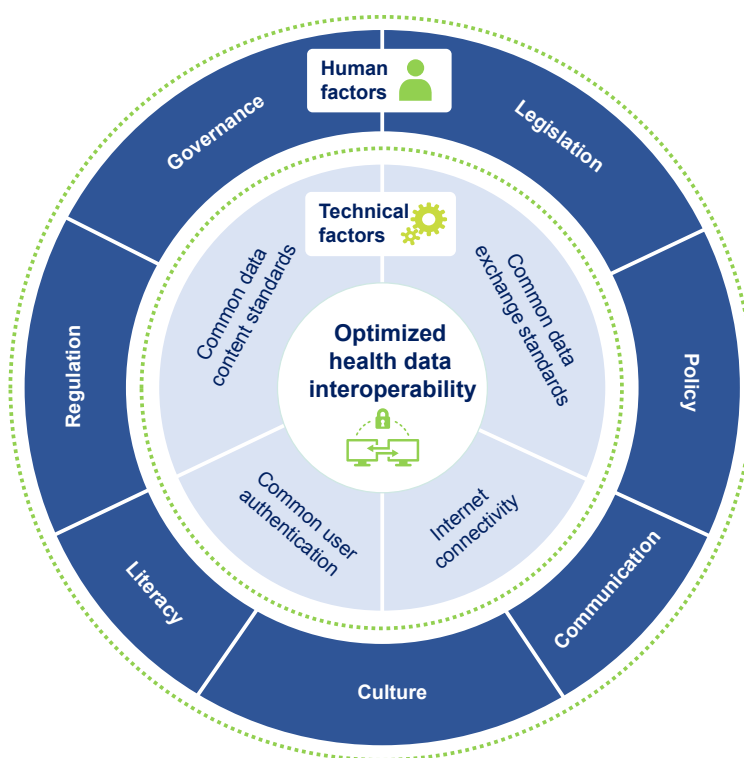 Human
factors
Governance
Legislation
Technical
factors
Common data
content standards
Common data
exchange standards
Optimized
health data
interoperability
Regulation
Policy
Common user
authentication
Internet
connectivity
Literacy
Communication
Culture